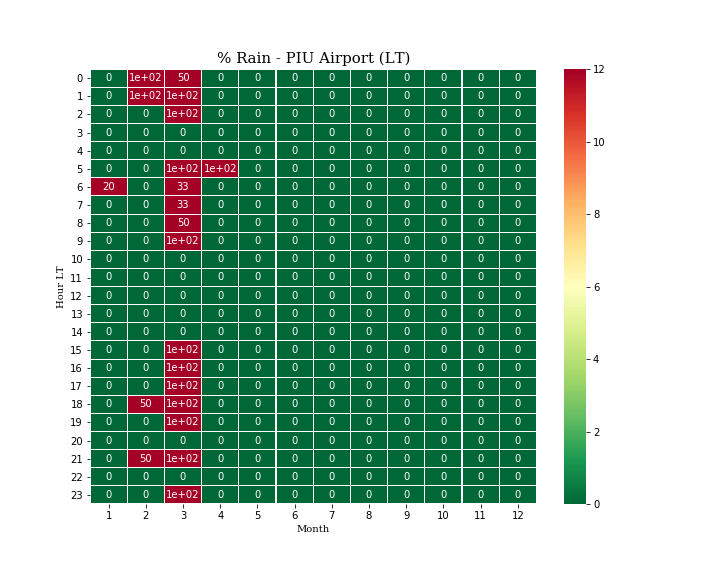 % Rain - PIU Airport (LT)
0 0 1e+02 50 0 0 0 0 0 0 0 0 0
1 0 1e+02 1e+02 0 0 0 0 0 0 0 0 0
2 0 0 1e+02 0 0 0 0 0 0 0 0 0
3 0 0 0 0 0 0 0 0 0 0 0 0
4 0 0 0 0 0 0 0 0 0 0 0 0
5 0 0 1e+02 1e+02 0 0 0 0 0 0 0 0
6 20 0 33 0 0 0 0 0 0 0 0 0
7 0 0 33 0 0 0 0 0 0 0 0 0
8 0 0 50 0 0 0 0 0 0 0 0 0
9 0 0 1e+02 0 0 0 0 0 0 0 0 0
10 0 0 0 0 0 0 0 0 0 0 0 0
11 0 0 0 0 0 0 0 0 0 0 0 0
12 0 0 0 0 0 0 0 0 0 0 0 0
13 0 0 0 0 0 0 0 0 0 0 0 0
14 0 0 0 0 0 0 0 0 0 0 0 0
15 0 0 1e+02 0 0 0 0 0 0 0 0 0
16 0 0 1e+02 0 0 0 0 0 0 0 0 0
17 0 0 1e+02 0 0 0 0 0 0 0 0 0
18 0 50 1e+02 0 0 0 0 0 0 0 0 0
19 0 0 1e+02 0 0 0 0 0 0 0 0 0
20 0 0 0 0 0 0 0 0 0 0 0 0
21 0 50 1e+02 0 0 0 0 0 0 0 0 0
22 0 0 0 0 0 0 0 0 0 0 0 0
23 0 0 1e+02 0 0 0 0 0 0 0 0 0
1 2 3 4 5 6 7 8 9 10 11 12
Month
Hour LT
12
10
8
6
4
2
0